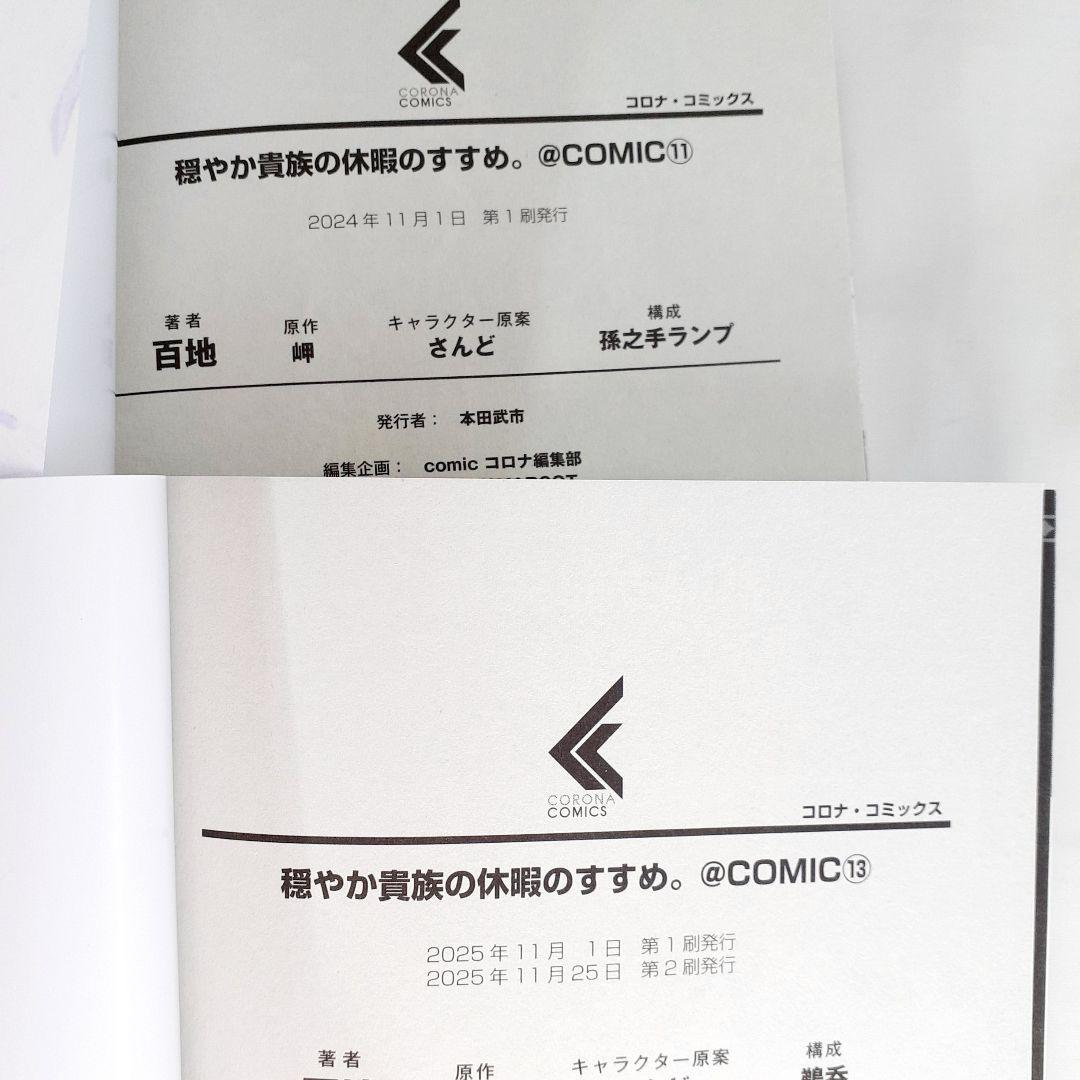 CORONA
COMICS
コロナ・コミックス
穏やか貴族の休暇のすすめ。@COMIC⑪
2024年11月1日 第1刷発行
著者 原作 キャラクター原案 構成
百地 岬 さんど 孫之手ランプ
発行者： 本田武市
編集企画： comic コロナ編集部
CORONA
COMICS
コロナ・コミックス
穏やか貴族の休暇のすすめ。@COMIC⑬
2025年11月 1日 第1刷発行
2025年11月25日 第2刷発行
著者 原作 キャラクター原案 構成